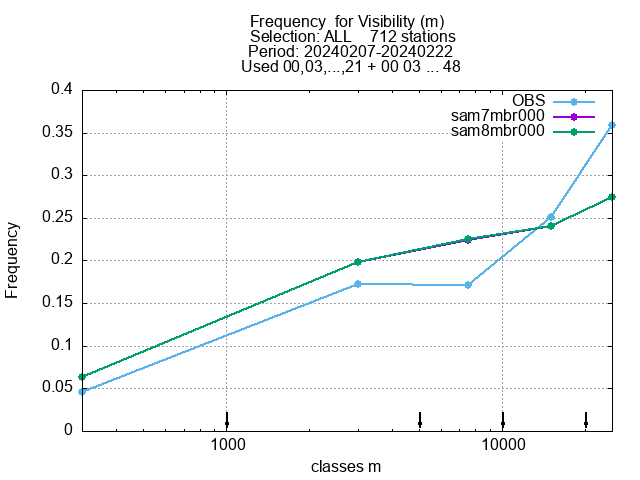 Frequency  for Visibility (m)
Selection: ALL    712 stations
Period: 20240207-20240222
Used 00,03,...,21 + 00 03 ... 48
OBS
sam7mbr000
sam8mbr000
0.4
0.35
0.3
0.25
0.2
0.15
0.1
0.05
0
Frequency
1000
10000
classes m